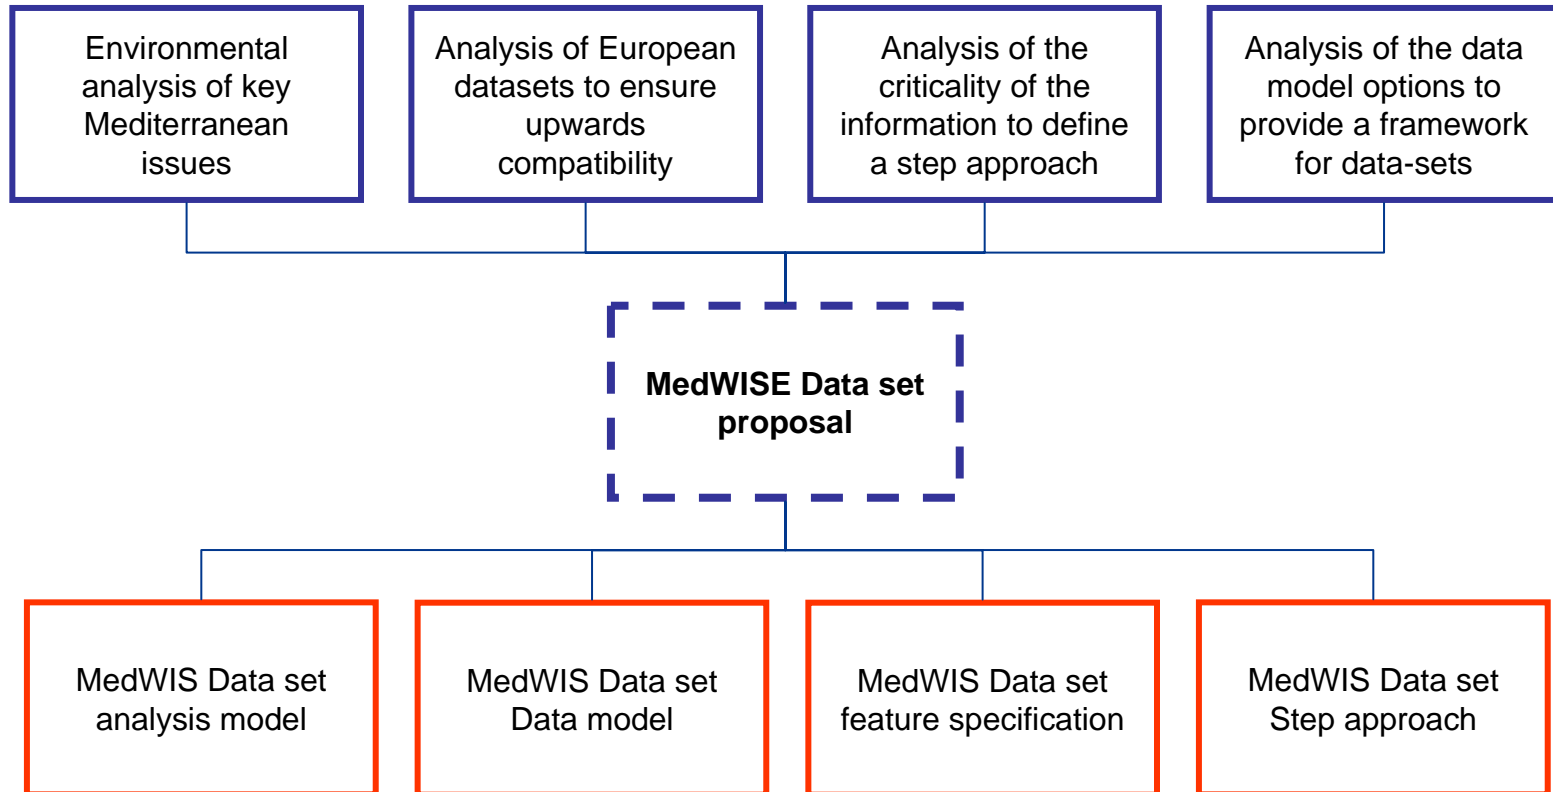 Environmental
analysis of key
Mediterranean
issues
Analysis of European
datasets to ensure
upwards
compatibility
Analysis of the
criticality of the
information to define
a step approach
Analysis of the data
model options to
provide a framework
for data-sets
MedWISE Data set
proposal
MedWIS Data set
analysis model
MedWIS Data set
Data model
MedWIS Data set
feature specification
MedWIS Data set
Step approach